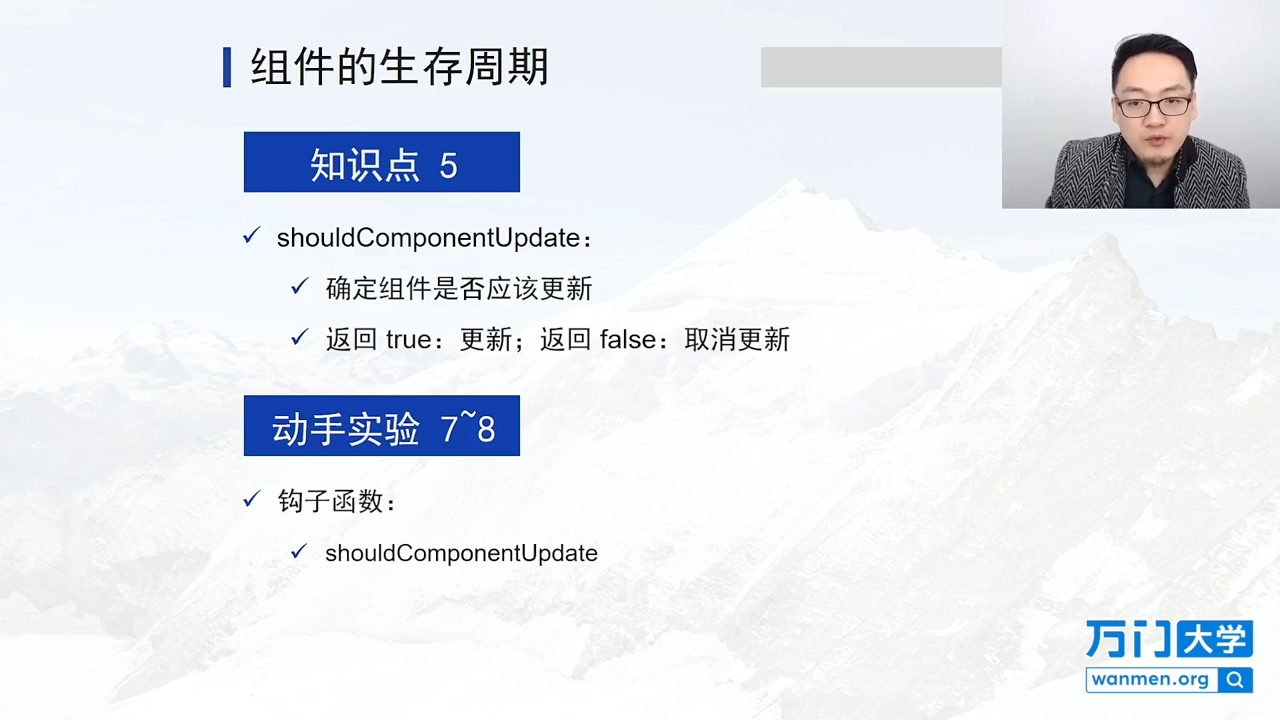 组件的生存周期
知识点 5
shouldComponentUpdate：
确定组件是否应该更新
返回 true：更新；返回 false：取消更新
动手实验 7~8
钩子函数：
shouldComponentUpdate
万门大学
wanmen.org